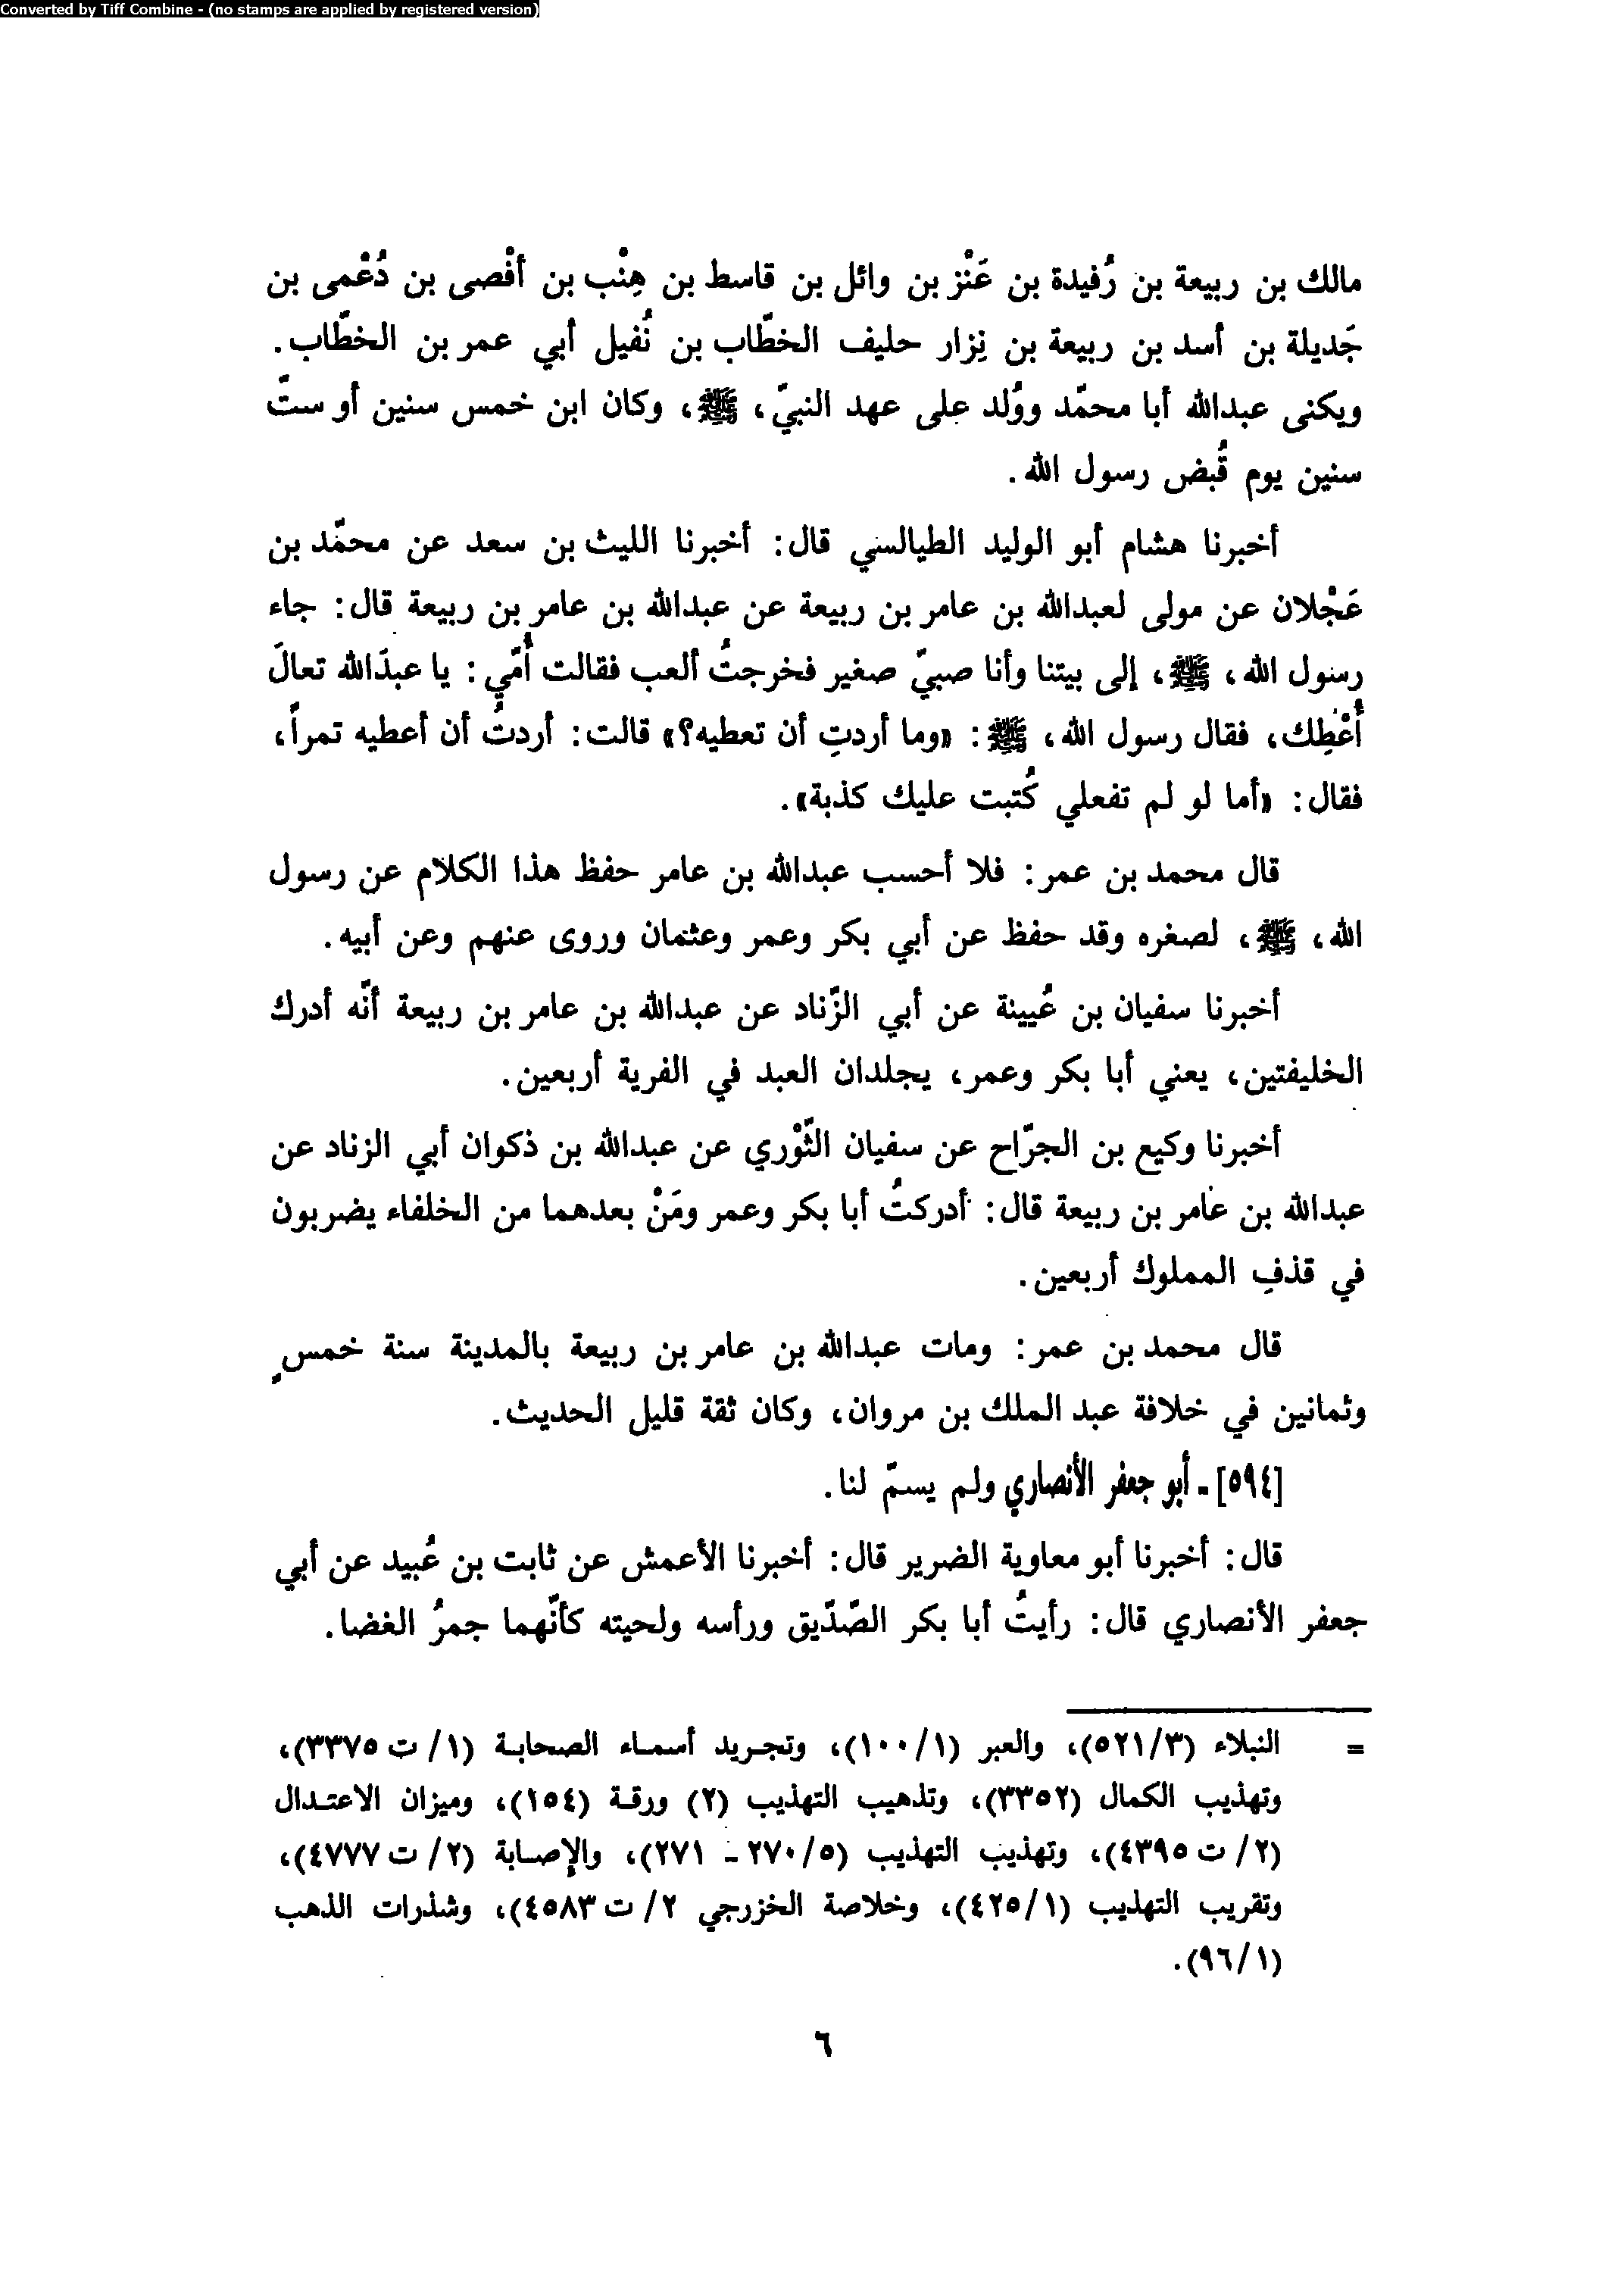 Converted by Tiff Combine - (no stamps are applied by registered version)
مالك بن ربيعة بن رُفيدة بن عَنْز بن وائل بن قاسط بن هِنْب بن أفْصى بن دُعْمى بن
جَديلة بن أسد بن ربيعة بن نِزار حليف الخطّاب بن نُفيل أبي عمر بن الخطّاب.
ويكنى عبدالله أبا محمّد ووُلد على عهد النبيّ، ﷺ، وكان ابن خمس سنين أو ستّ
سنين يوم قُبض رسول الله.
أخبرنا هشام أبو الوليد الطيالسني قال: أخبرنا الليث بن سعد عن محمّد بن
عَجْلان عن مولى لعبدالله بن عامر بن ربيعة عن عبدالله بن عامر بن ربيعة قال: جاء
رسول الله، ﷺ، إلى بيتنا وأنا صبيّ صغير فخرجتُ ألعب فقالت أُمّي: يا عبدَالله تعالَ
أُعْطِك، فقال رسول الله، ﷺ: «وما أردتِ أن تعطيه؟» قالت: أردتُ أن أعطيه تمراً،
فقال: «أما لو لم تفعلي كُتبت عليك كذبة».
قال محمد بن عمر: فلا أحسب عبدالله بن عامر حفظ هذا الكلام عن رسول
الله، ﷺ، لصغره وقد حفظ عن أبي بكر وعمر وعثمان وروى عنهم وعن أبيه.
أخبرنا سفيان بن عُيينة عن أبي الزّناد عن عبدالله بن عامر بن ربيعة أنّه أدرك
الخليفتين، يعني أبا بكر وعمر، يجلدان العبد في الفرية أربعين.
أخبرنا وكيع بن الجرّاح عن سفيان الثّوْري عن عبدالله بن ذكوان أبي الزناد عن
عبدالله بن عامر بن ربيعة قال: أدركتُ أبا بكر وعمر ومَنْ بعدهما من الخلفاء يضربون
في قذفِ المملوك أربعين.
قال محمد بن عمر: ومات عبدالله بن عامر بن ربيعة بالمدينة سنة خمسٍ
وثمانين في خلافة عبد الملك بن مروان، وكان ثقة قليل الحديث.
[٥٩٤] - أبو جعفر الأنصاري ولم يسمّ لنا.
قال: أخبرنا أبو معاوية الضرير قال: أخبرنا الأعمش عن ثابت بن عُبيد عن أبي
جعفر الأنصاري قال: رأيتُ أبا بكر الصّدّيق ورأسه ولحيته كأنّهما جمرُ الغضا.
= النبلاء (٥٢١/٣)، والعبر (١٠٠/١)، وتجريد أسماء الصحابة (١/ ت ٣٣٧٥)،
وتهذيب الكمال (٣٣٥٢)، وتذهيب التهذيب (٢) ورقة (١٥٤)، وميزان الاعتدال
(٢/ ت ٤٣٩٥)، وتهذيب التهذيب (٢٧٠/٥ - ٢٧١)، والإصابة (٢/ ت ٤٧٧٧)،
وتقريب التهذيب (٤٢٥/١)، وخلاصة الخزرجي ٢/ ت ٤٥٨٣)، وشذرات الذهب
(٩٦/١).
٦